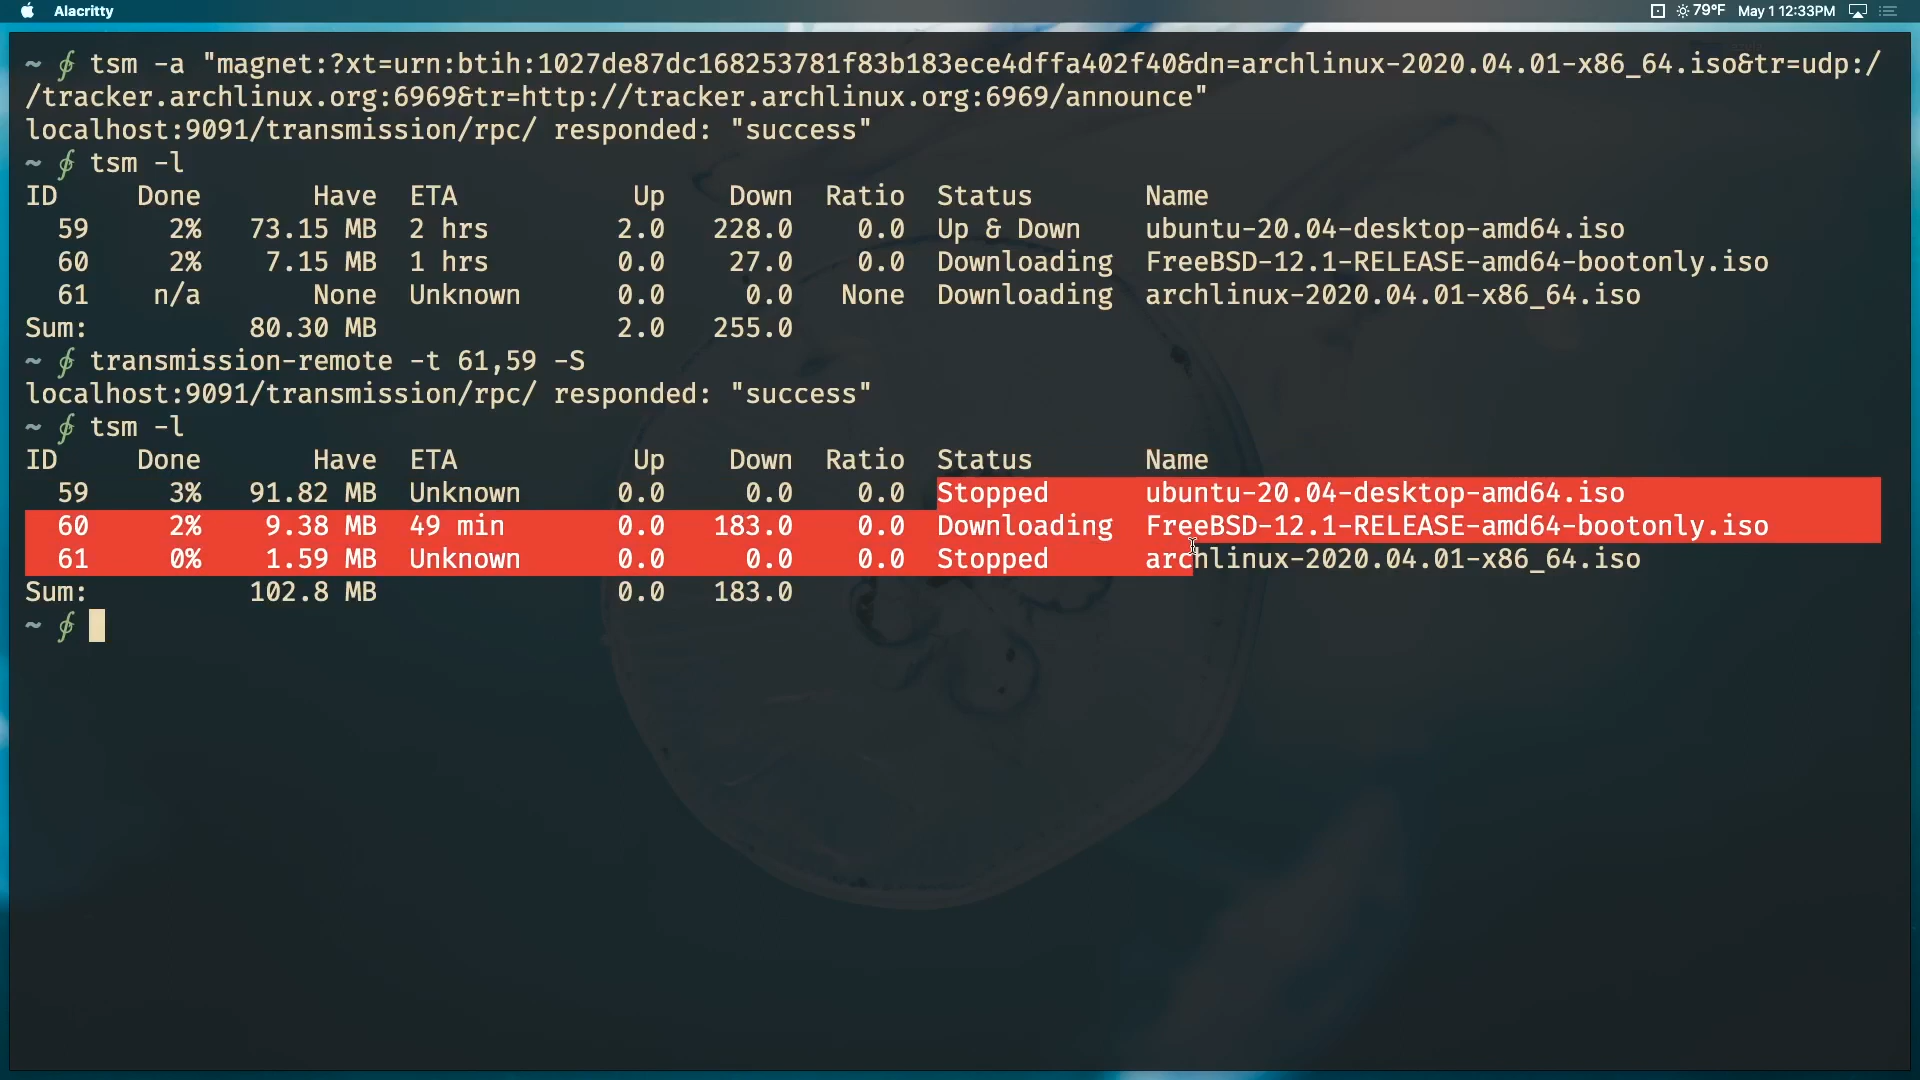 Alacritty 79°F May 1 12:33PM
~ ∮ tsm -a "magnet:?xt=urn:btih:1027de87dc168253781f83b183ece4dffa402f40&dn=archlinux-2020.04.01-x86_64.iso&tr=udp:/
/tracker.archlinux.org:6969&tr=http://tracker.archlinux.org:6969/announce"
localhost:9091/transmission/rpc/ responded: "success"
~ ∮ tsm -l
ID Done Have ETA Up Down Ratio Status Name
59 2% 73.15 MB 2 hrs 2.0 228.0 0.0 Up & Down ubuntu-20.04-desktop-amd64.iso
60 2% 7.15 MB 1 hrs 0.0 27.0 0.0 Downloading FreeBSD-12.1-RELEASE-amd64-bootonly.iso
61 n/a None Unknown 0.0 0.0 None Downloading archlinux-2020.04.01-x86_64.iso
Sum: 80.30 MB 2.0 255.0
~ ∮ transmission-remote -t 61,59 -S
localhost:9091/transmission/rpc/ responded: "success"
~ ∮ tsm -l
ID Done Have ETA Up Down Ratio Status Name
59 3% 91.82 MB Unknown 0.0 0.0 0.0 Stopped ubuntu-20.04-desktop-amd64.iso
60 2% 9.38 MB 49 min 0.0 183.0 0.0 Downloading FreeBSD-12.1-RELEASE-amd64-bootonly.iso
61 0% 1.59 MB Unknown 0.0 0.0 0.0 Stopped archlinux-2020.04.01-x86_64.iso
Sum: 102.8 MB 0.0 183.0
~ ∮